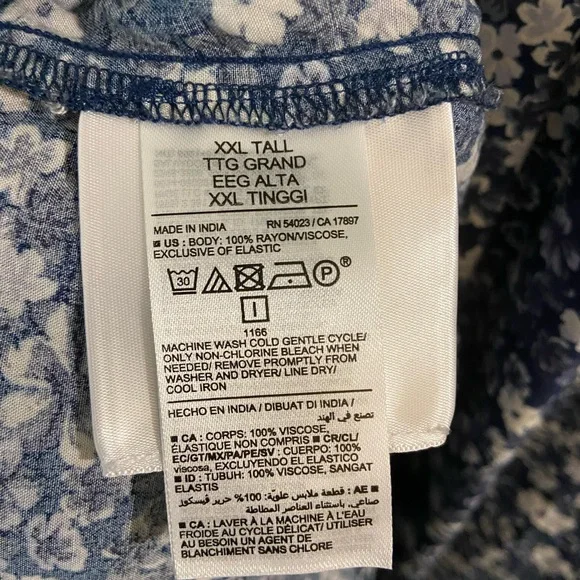 XXL TALL
TTG GRAND
EEG ALTA
XXL TINGGI
MADE IN INDIA RN 54023 / CA 17897
■ US : BODY: 100% RAYON/VISCOSE,
EXCLUSIVE OF ELASTIC
30 P ®
1166
MACHINE WASH COLD GENTLE CYCLE/
ONLY NON-CHLORINE BLEACH WHEN
NEEDED/ REMOVE PROMPTLY FROM
WASHER AND DRYER/ LINE DRY/
COOL IRON
HECHO EN INDIA / DIBUAT DI INDIA /
تصنع في الهند
■ CA : CORPS: 100% VISCOSE,
ÉLASTIQUE NON COMPRIS ■ CR/CL/
EC/GT/MX/PA/PE/SV : CUERPO: 100%
viscosa, EXCLUYENDO EL ELÁSTICO
■ ID : TUBUH: 100% VISCOSE, SANGAT
ELASTIS
■ AE : قطعة ملابس علوية: 100% حرير فيسكوز
صناعي، باستثناء العناصر المطاطة
■ CA : LAVER À LA MACHINE À L'EAU
FROIDE AU CYCLE DÉLICAT/ UTILISER
AU BESOIN UN AGENT DE
BLANCHIMENT SANS CHLORE